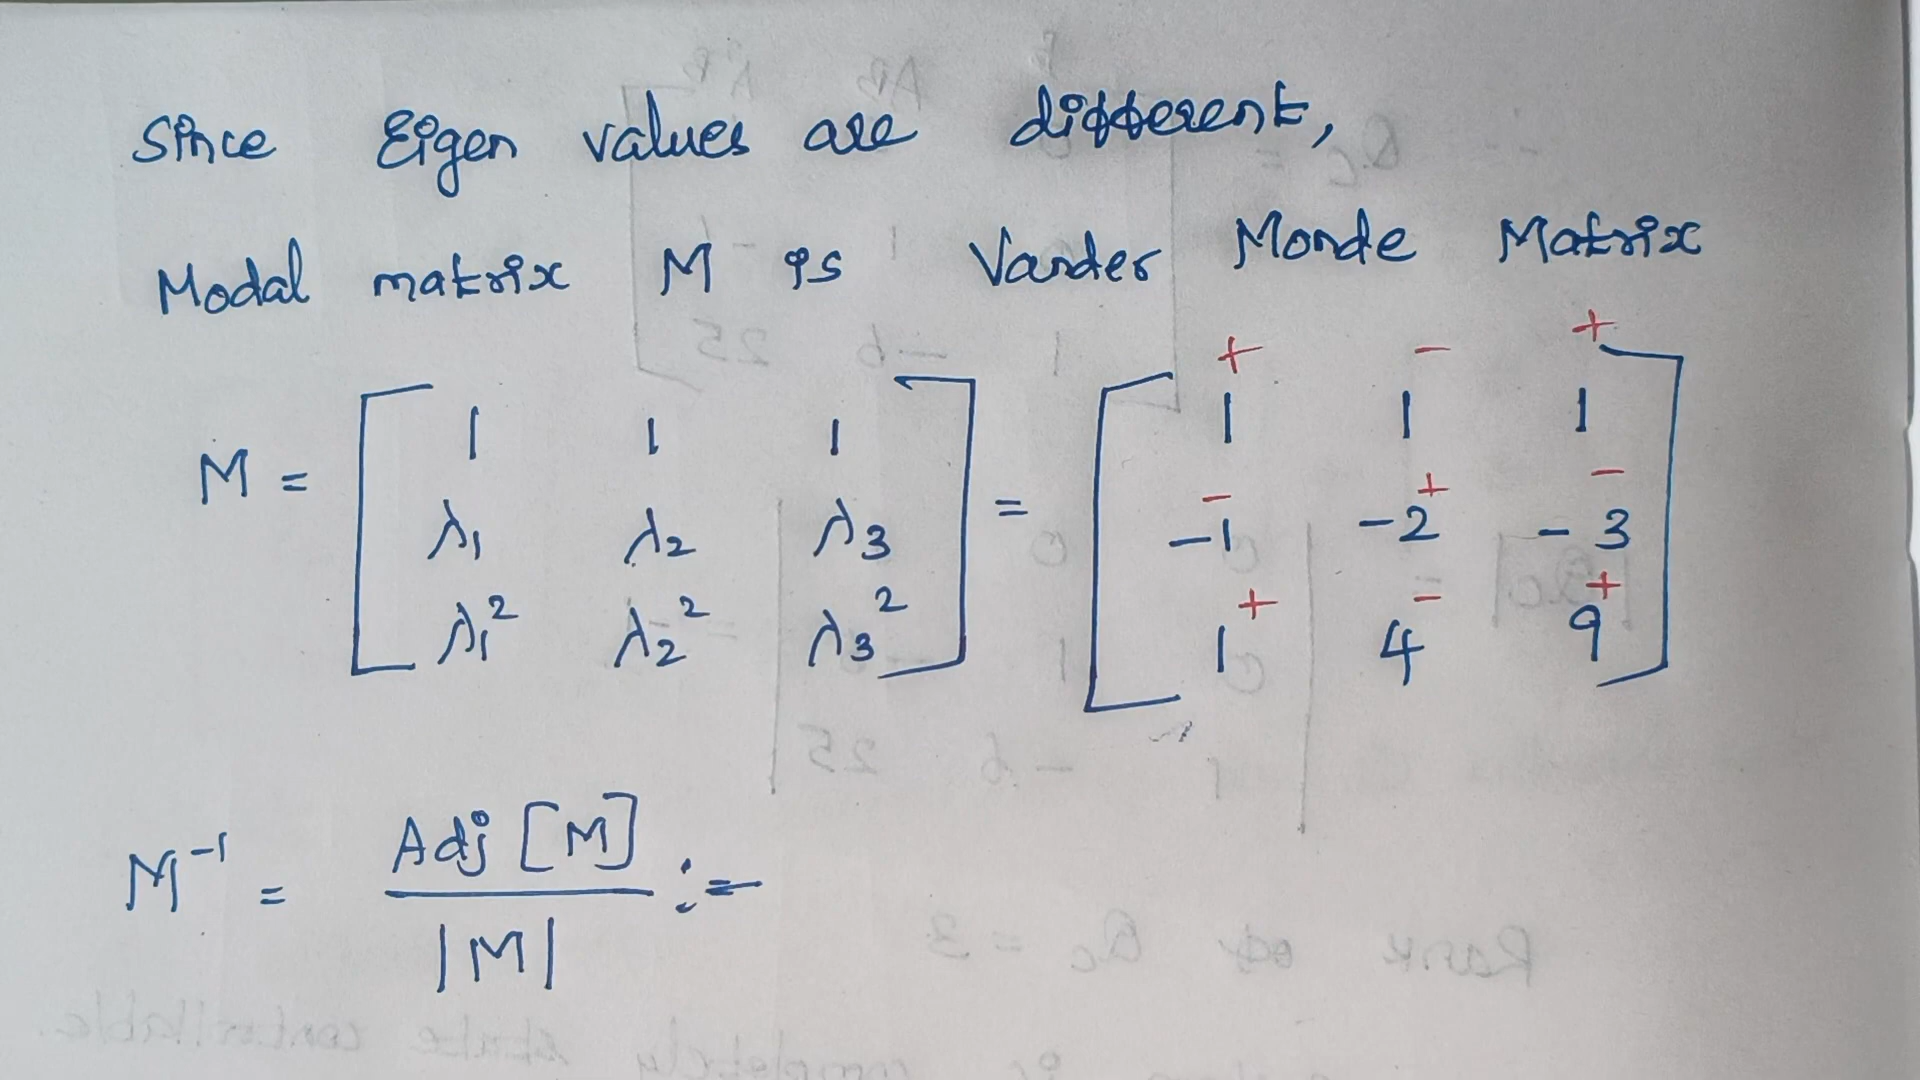 Since Eigen values are different,
Modal matrix M is Vander Monde Matrix
+ - +
M = [ 1 1 1 = [ 1 1 1
- + -
λ1 λ2 λ3 -1 -2 -3
+ - +
λ1² λ2² λ3² ] 1 4 9 ]
M⁻¹ = Adj [M] :-
|M|